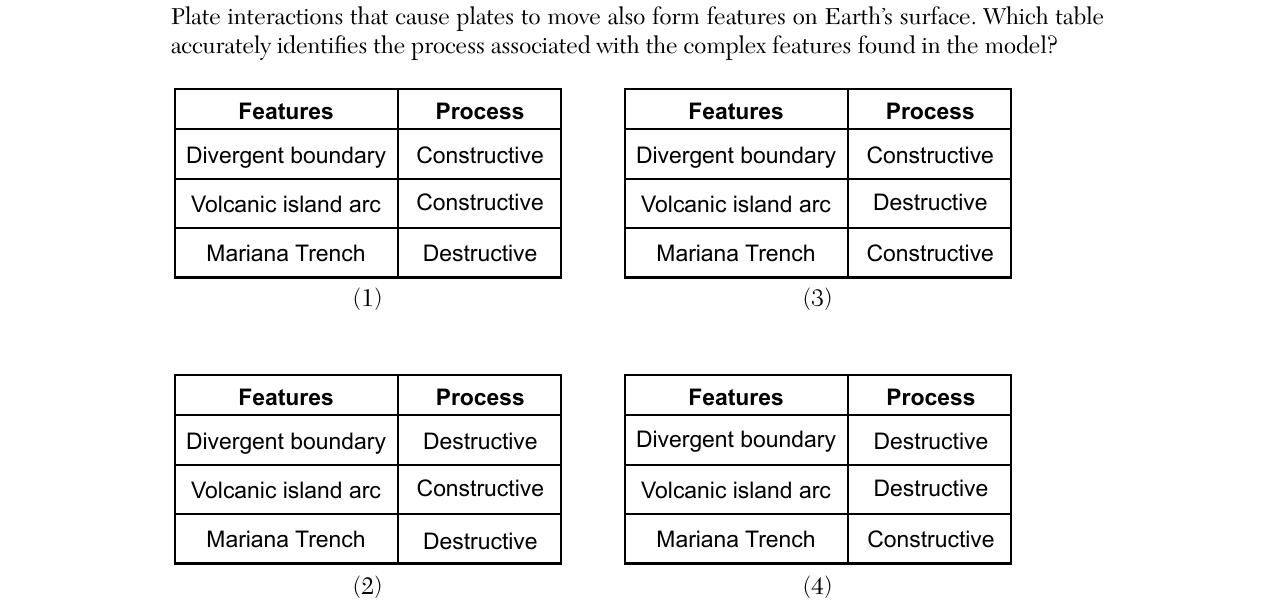 Plate interactions that cause plates to move also form features on Earth’s surface. Which table
accurately identifies the process associated with the complex features found in the model?
Features Process
Divergent boundary Constructive
Volcanic island arc Constructive
Mariana Trench Destructive
(1)
Features Process
Divergent boundary Constructive
Volcanic island arc Destructive
Mariana Trench Constructive
(3)
Features Process
Divergent boundary Destructive
Volcanic island arc Constructive
Mariana Trench Destructive
(2)
Features Process
Divergent boundary Destructive
Volcanic island arc Destructive
Mariana Trench Constructive
(4)